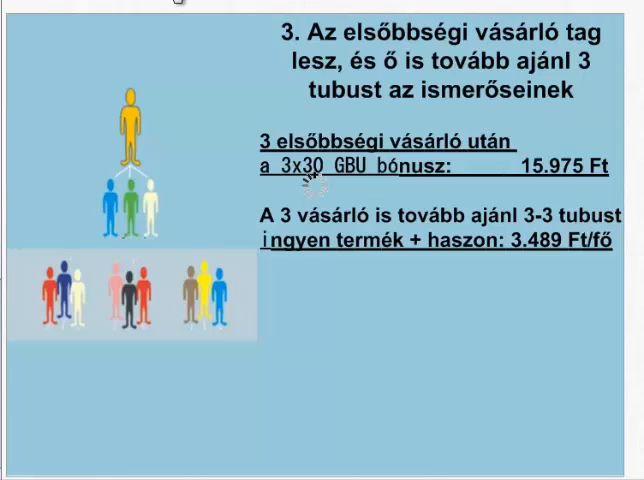 3. Az elsőbbségi vásárló tag
lesz, és ő is tovább ajánl 3
tubust az ismerőseinek
3 elsőbbségi vásárló után
a 3x30 GBU bónusz: 15.975 Ft
A 3 vásárló is tovább ajánl 3-3 tubust
ingyen termék + haszon: 3.489 Ft/fő